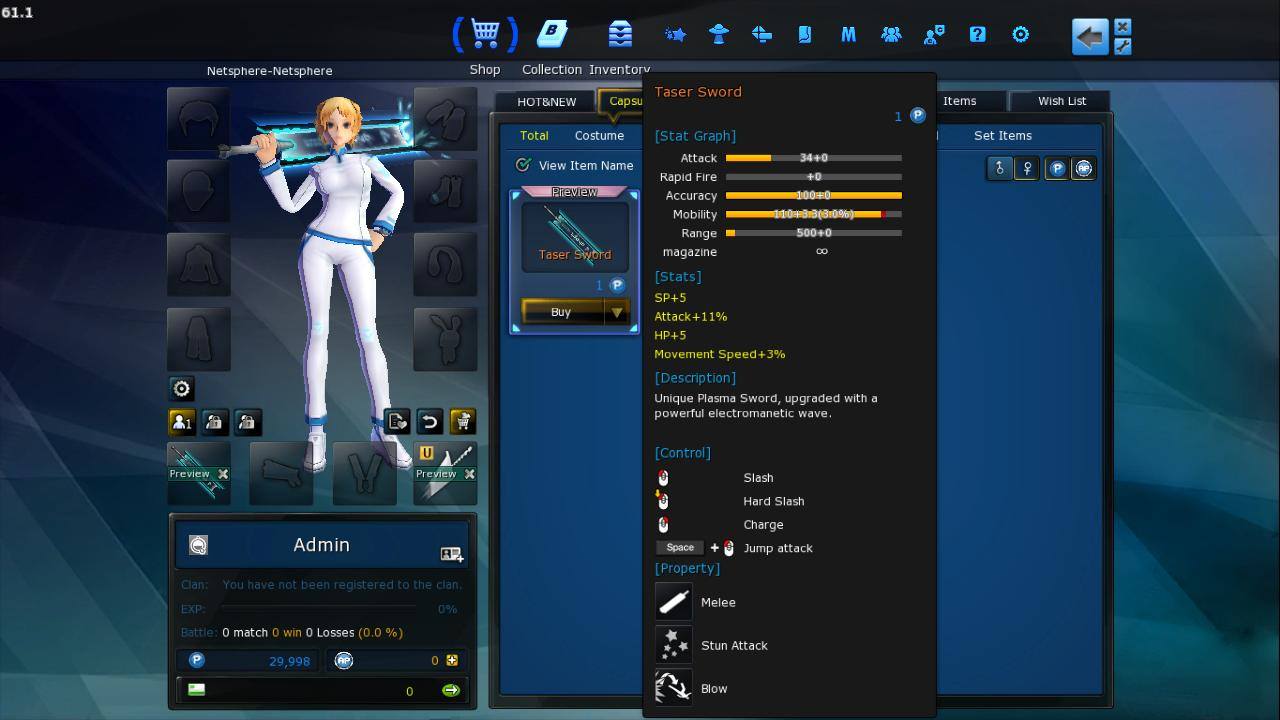 61.1
Netsphere-Netsphere
Shop
Collection
Inventory
HOT&NEW
Capsu
Items
Wish List
Total
Costume
Set Items
View Item Name
Preview
Taser Sword
1 P
Buy
Taser Sword
1 P
[Stat Graph]
Attack 34+0
Rapid Fire +0
Accuracy 100+0
Mobility 110+3.3(3.0%)
Range 500+0
magazine ∞
[Stats]
SP+5
Attack+11%
HP+5
Movement Speed+3%
[Description]
Unique Plasma Sword, upgraded with a
powerful electromanetic wave.
[Control]
Slash
Hard Slash
Charge
Space + Jump attack
[Property]
Melee
Stun Attack
Blow
P
AP
1
Preview
U
Preview
Admin
Clan: You have not been registered to the clan.
EXP: 0%
Battle: 0 match 0 win 0 Losses (0.0 %)
P 29,998
AP 0
0